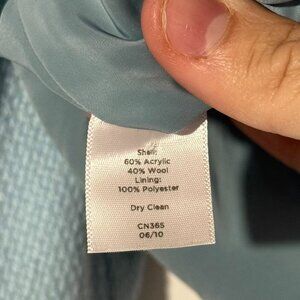 Shell:
60% Acrylic
40% Wool
Lining:
100% Polyester
Dry Clean
CN365
06/10